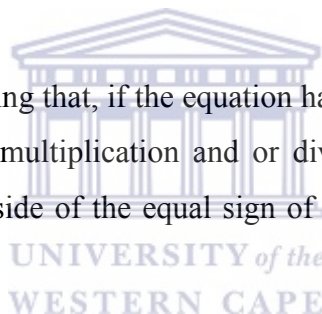 ing that, if the equation ha
multiplication and or div
side of the equal sign of
UNIVERSITY of the
WESTERN CAPE